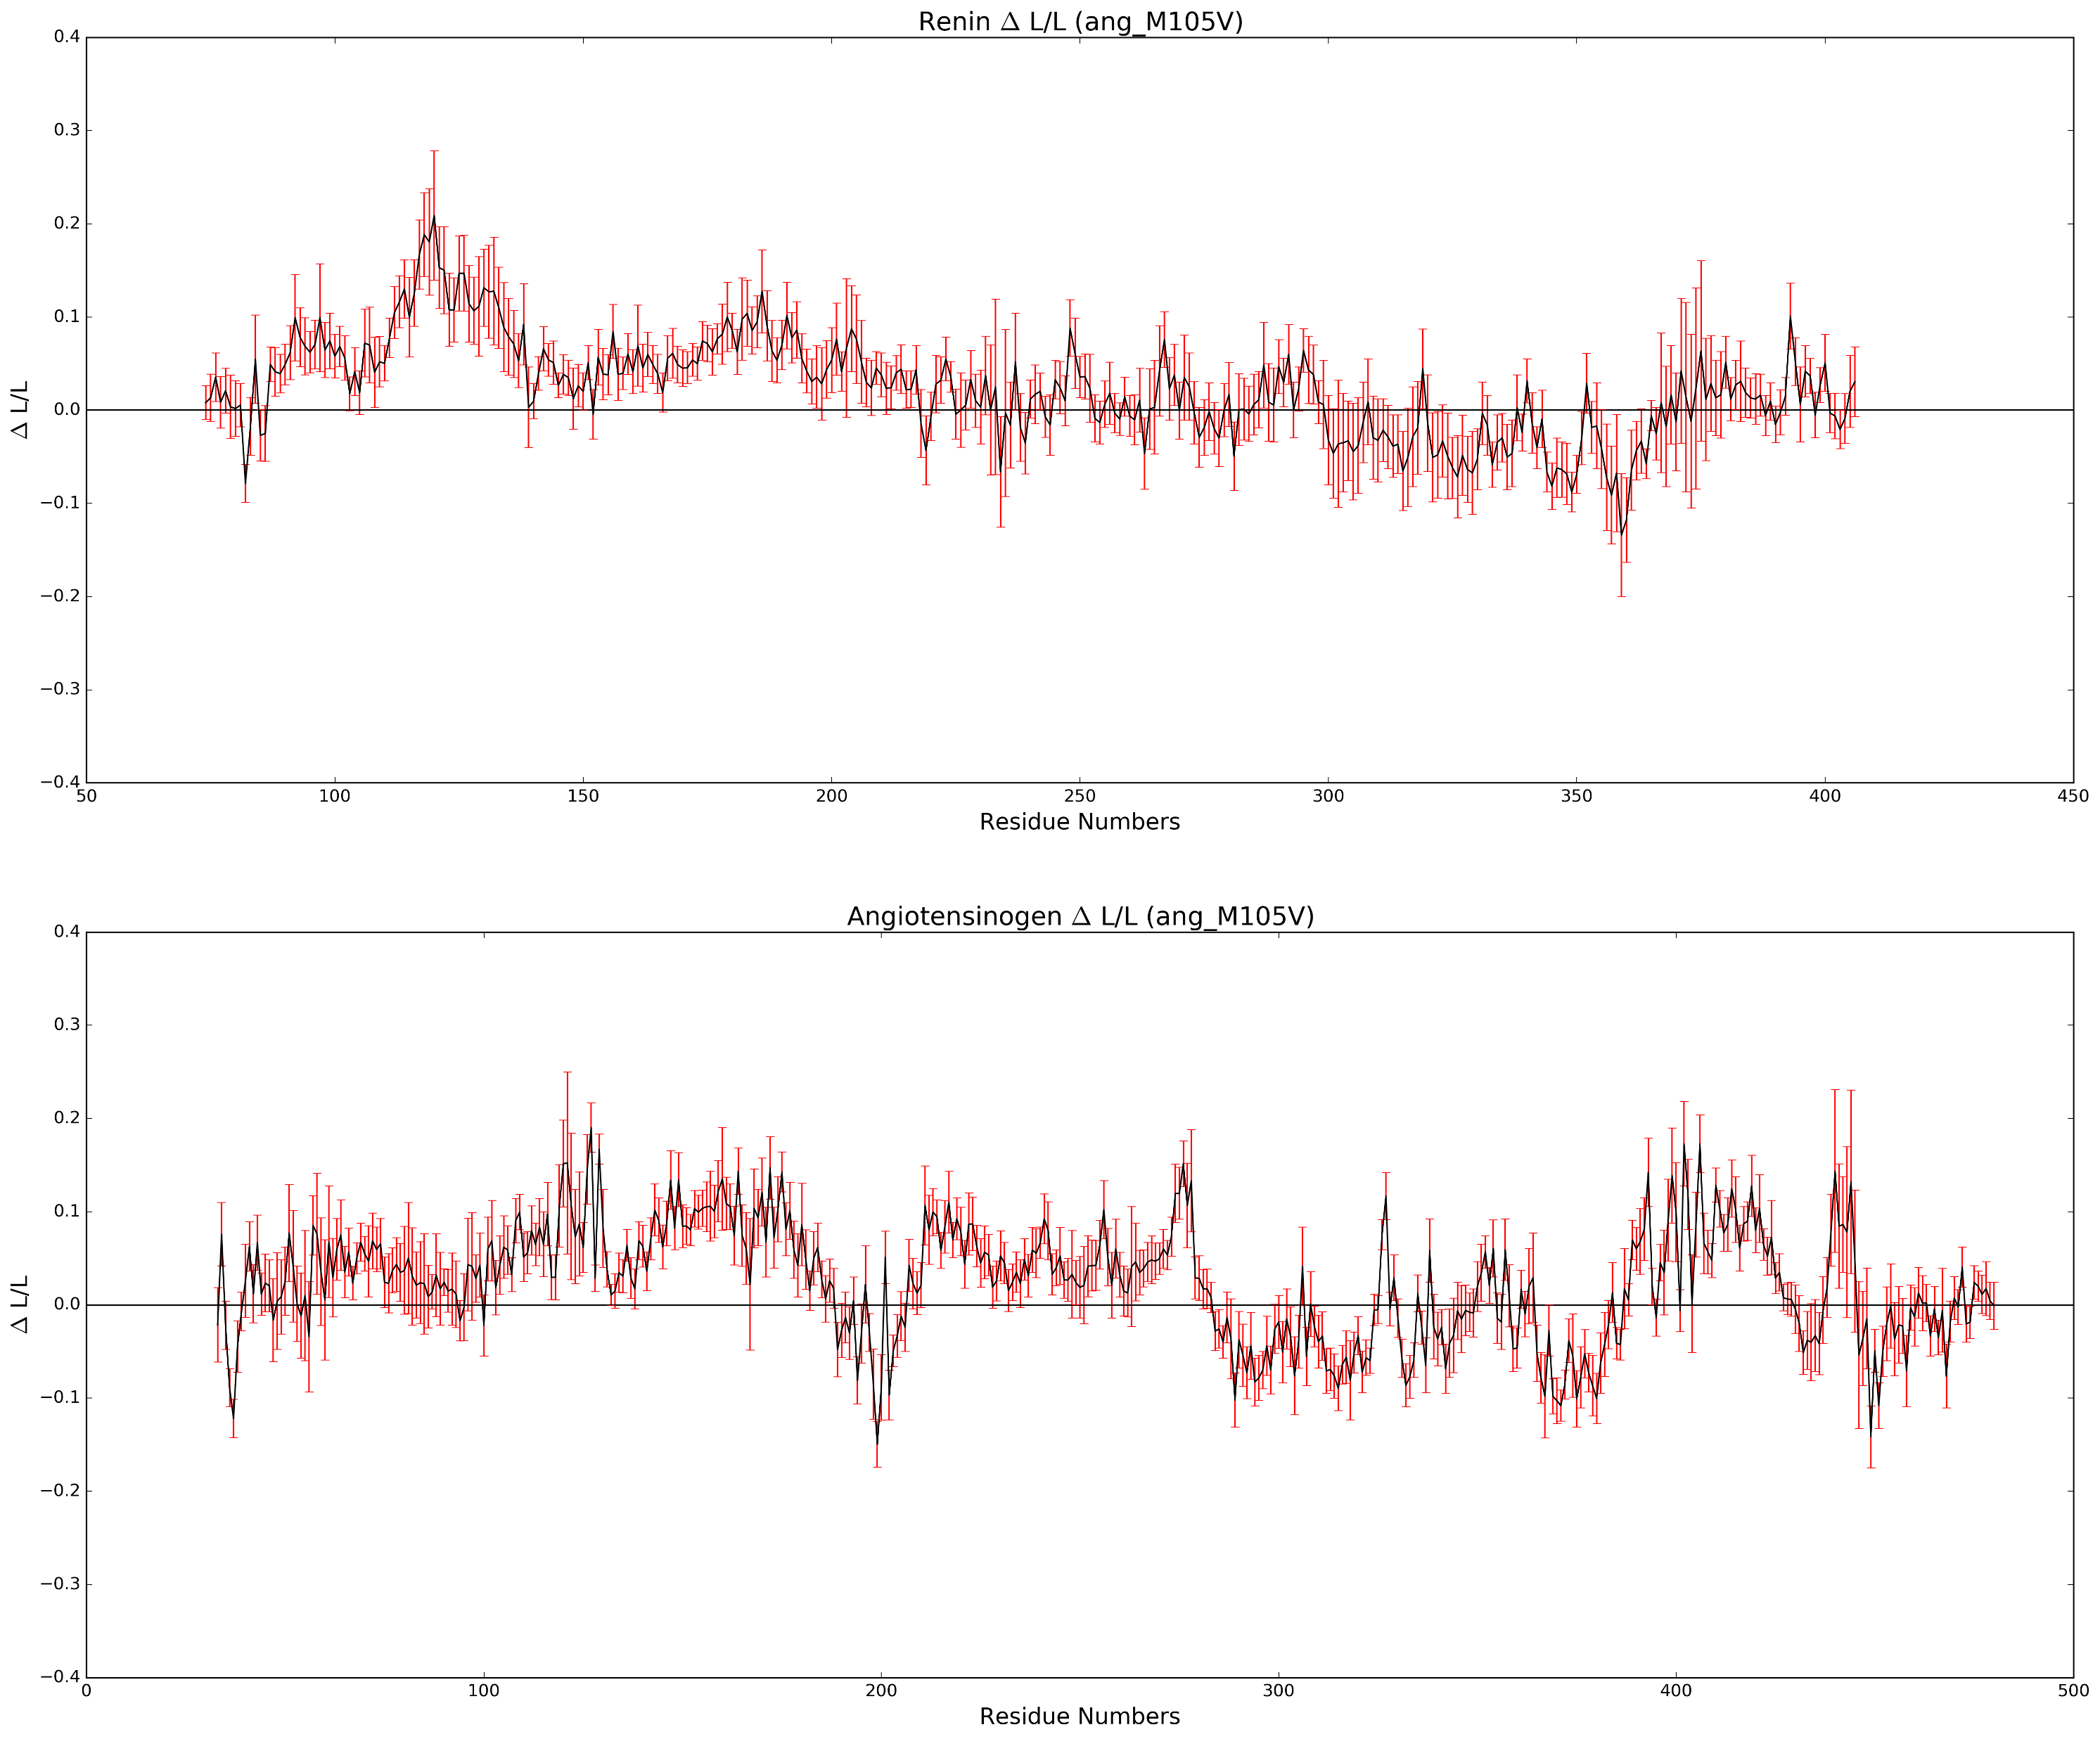 Renin Δ L/L (ang_M105V)
0.4
0.3
0.2
0.1
0.0
−0.1
−0.2
−0.3
−0.4
Δ L/L
50 100 150 200 250 300 350 400 450
Residue Numbers
Angiotensinogen Δ L/L (ang_M105V)
0.4
0.3
0.2
0.1
0.0
−0.1
−0.2
−0.3
−0.4
Δ L/L
0 100 200 300 400 500
Residue Numbers